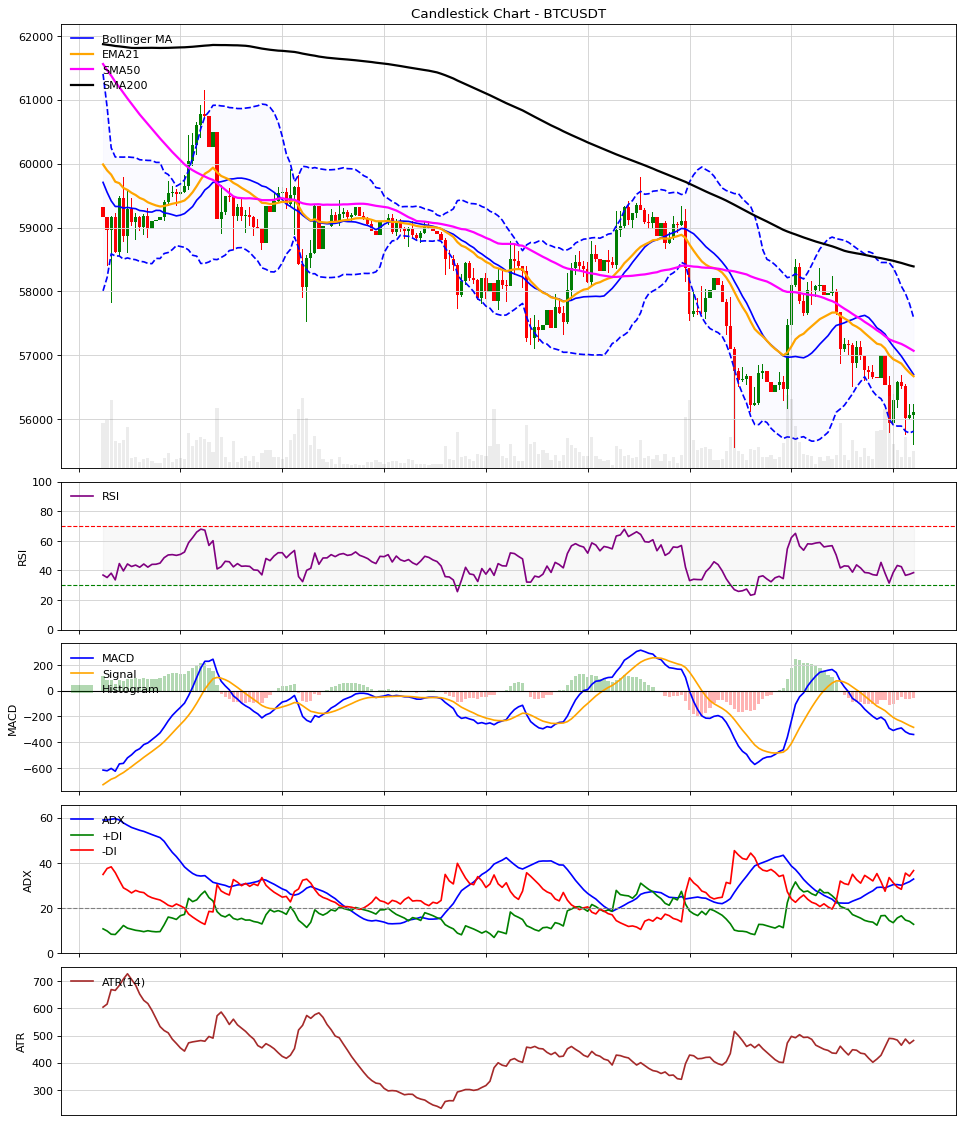 Candlestick Chart - BTCUSDT
62000
61000
60000
59000
58000
57000
56000
Bollinger MA
EMA21
SMA50
SMA200
100
80
60
40
20
0
RSI
RSI
200
0
−200
−400
−600
MACD
MACD
Signal
Histogram
60
40
20
0
ADX
ADX
+DI
-DI
700
600
500
400
300
ATR
ATR(14)